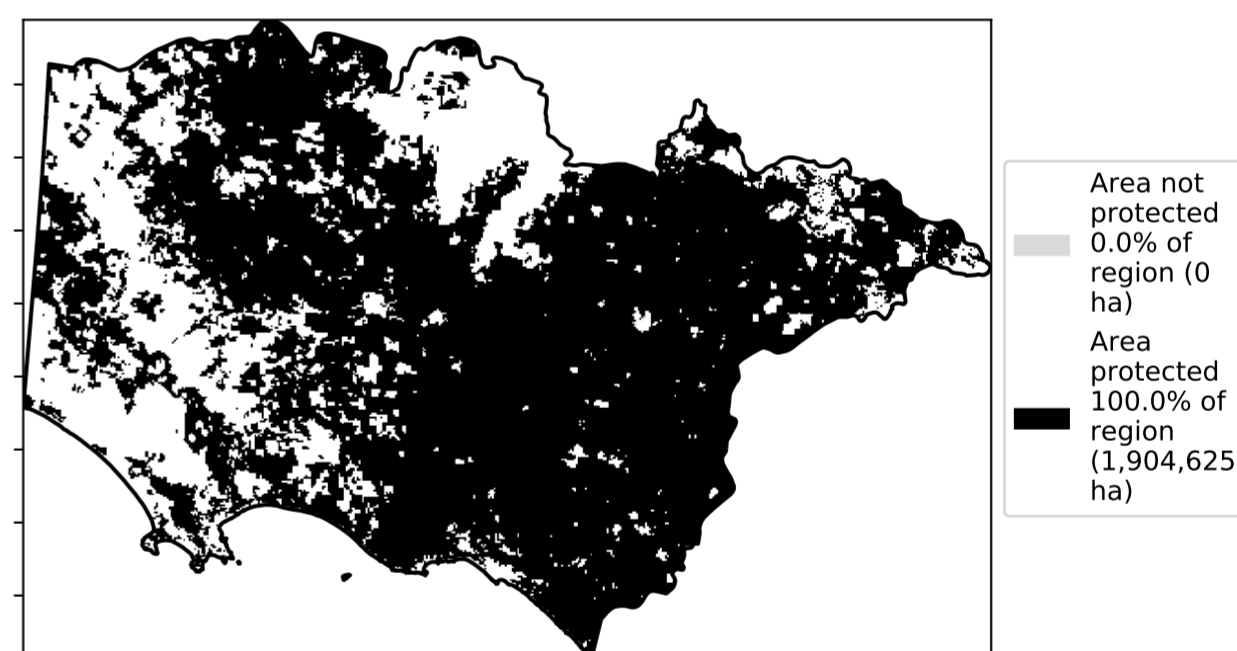 Area not
protected
0.0% of
region (0
ha)
Area
protected
100.0% of
region
(1,904,625
ha)